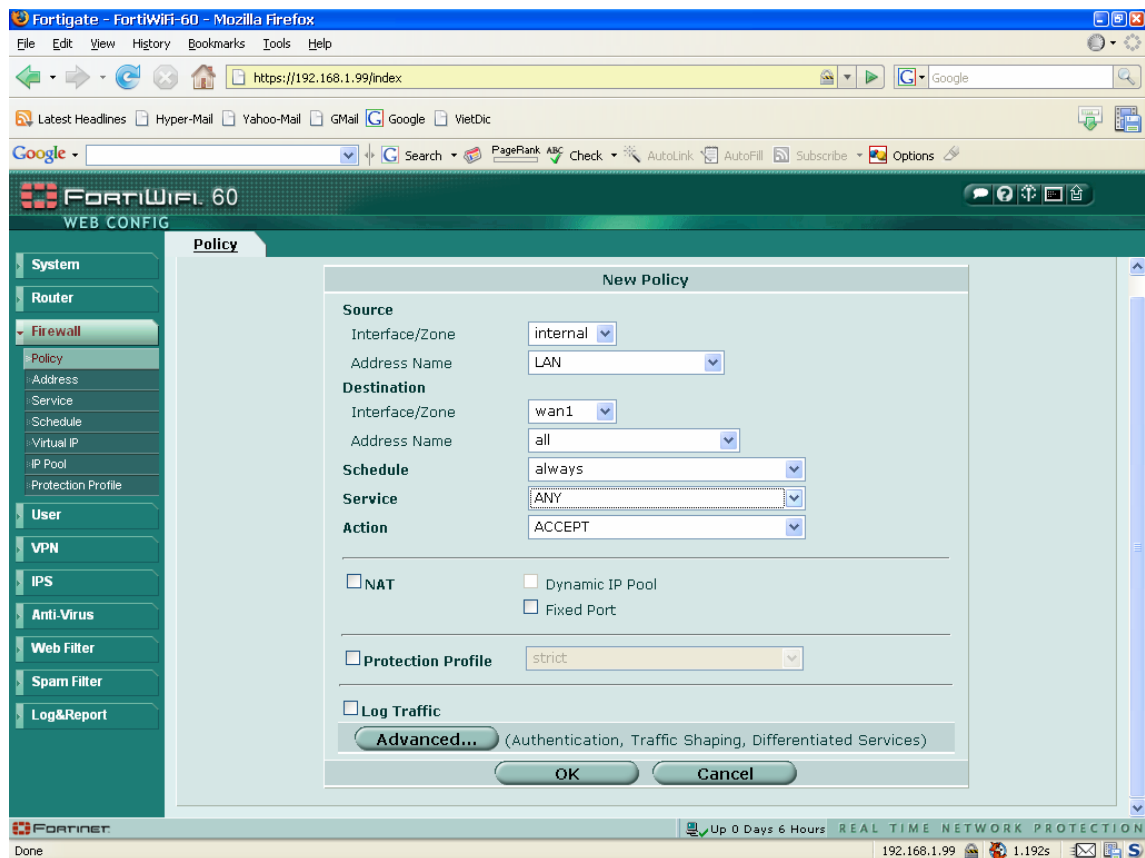 Fortigate - FortiWiFi-60 - Mozilla Firefox
File Edit View History Bookmarks Tools Help
https://192.168.1.99/index
G Google
Latest Headlines Hyper-Mail Yahoo-Mail GMail G Google VietDic
Google G Search PageRank ABC Check AutoLink AutoFill Subscribe Options
FORTIWIFI 60
WEB CONFIG
Policy
System
Router
Firewall
Policy
Address
Service
Schedule
Virtual IP
IP Pool
Protection Profile
User
VPN
IPS
Anti-Virus
Web Filter
Spam Filter
Log&Report
New Policy
Source
Interface/Zone internal
Address Name LAN
Destination
Interface/Zone wan1
Address Name all
Schedule always
Service ANY
Action ACCEPT
NAT Dynamic IP Pool
Fixed Port
Protection Profile strict
Log Traffic
Advanced... (Authentication, Traffic Shaping, Differentiated Services)
OK Cancel
FORTINET Up 0 Days 6 Hours REAL TIME NETWORK PROTECTION
Done 192.168.1.99 1.192s S